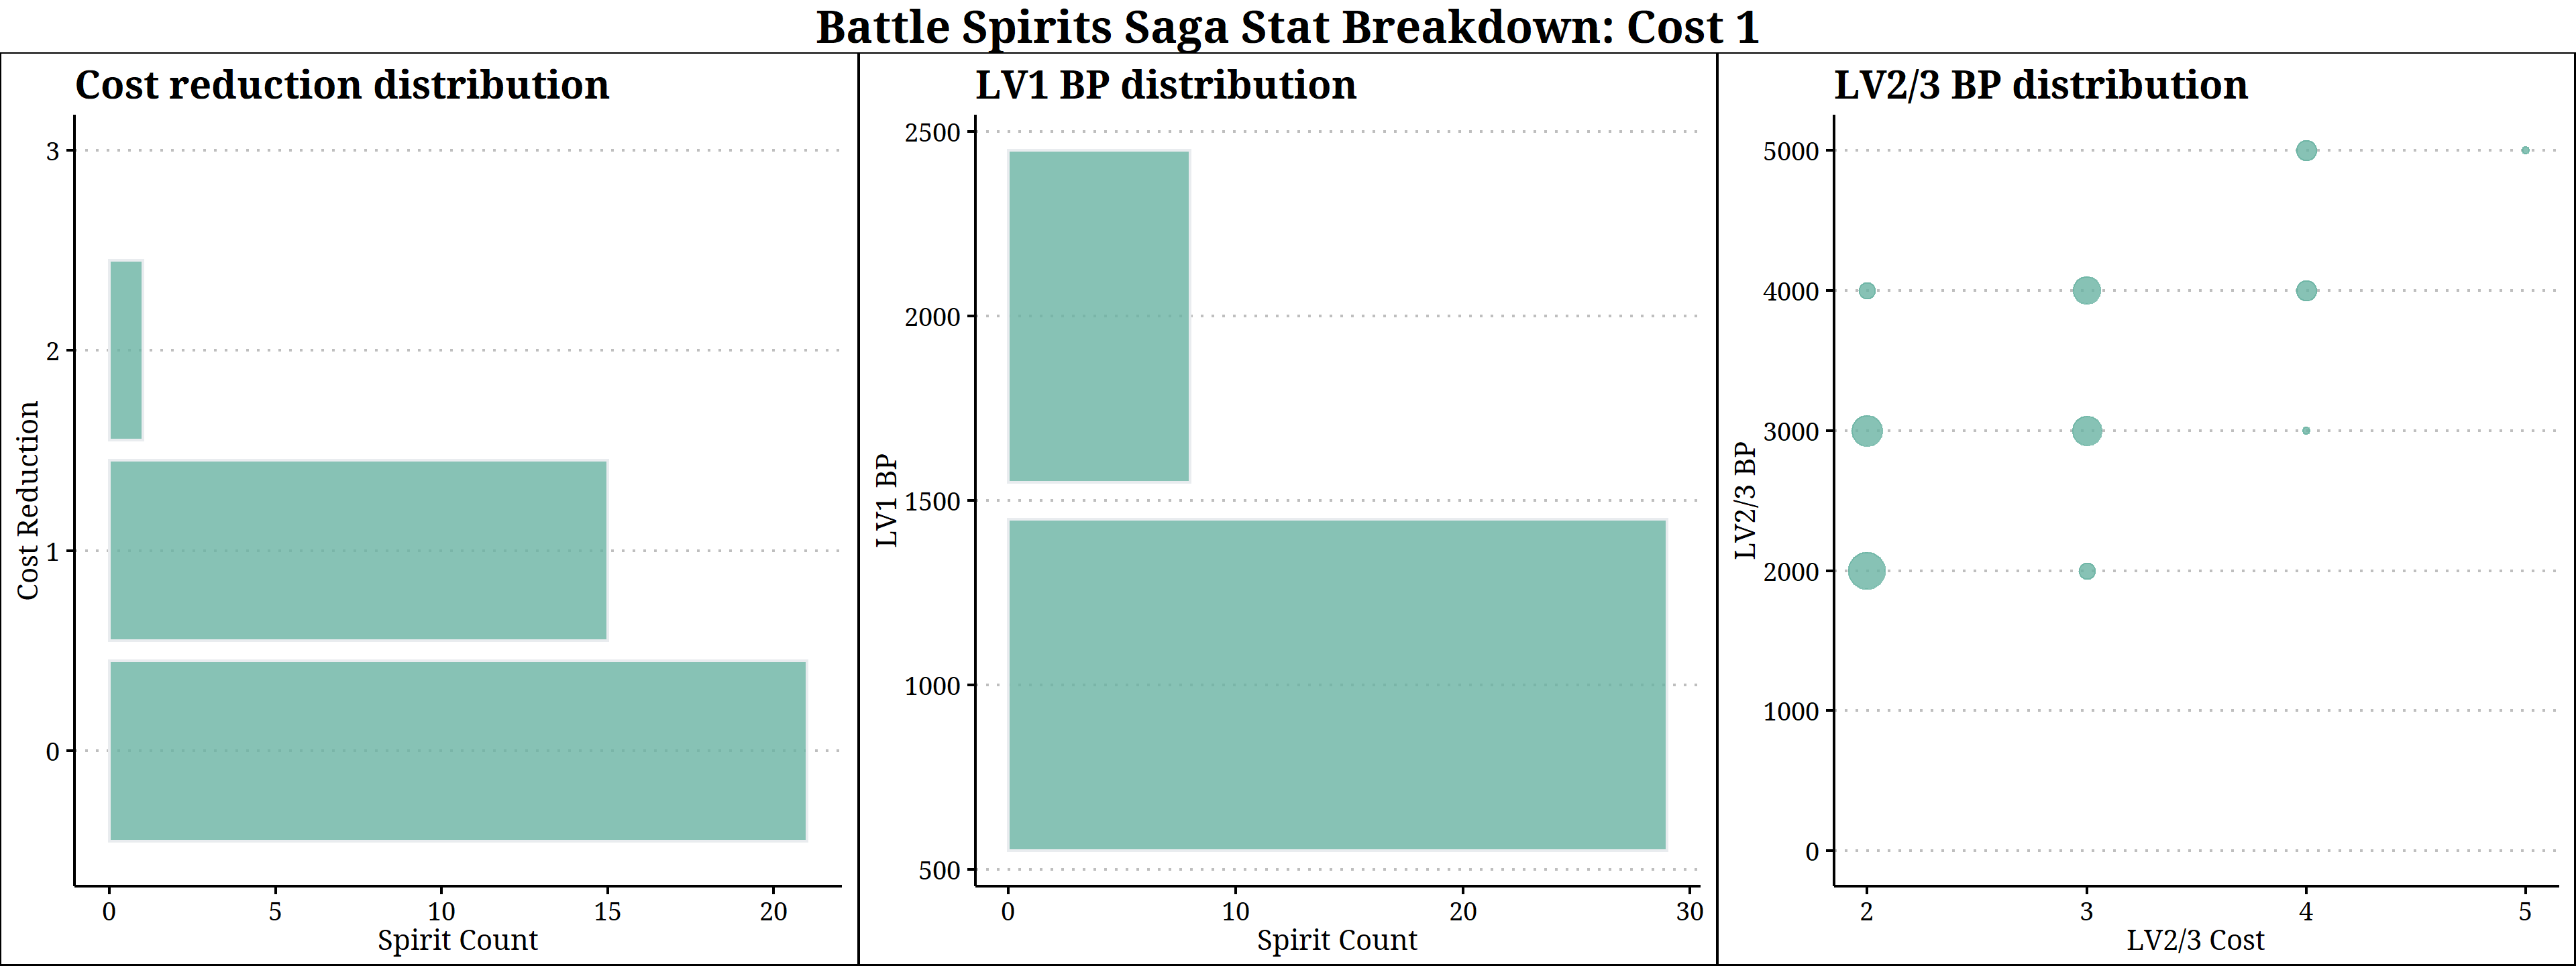 Battle Spirits Saga Stat Breakdown: Cost 1
Cost reduction distribution
Cost Reduction
3
2
1
0
0 5 10 15 20
Spirit Count
LV1 BP distribution
LV1 BP
2500
2000
1500
1000
500
0 10 20 30
Spirit Count
LV2/3 BP distribution
LV2/3 BP
5000
4000
3000
2000
1000
0
2 3 4 5
LV2/3 Cost